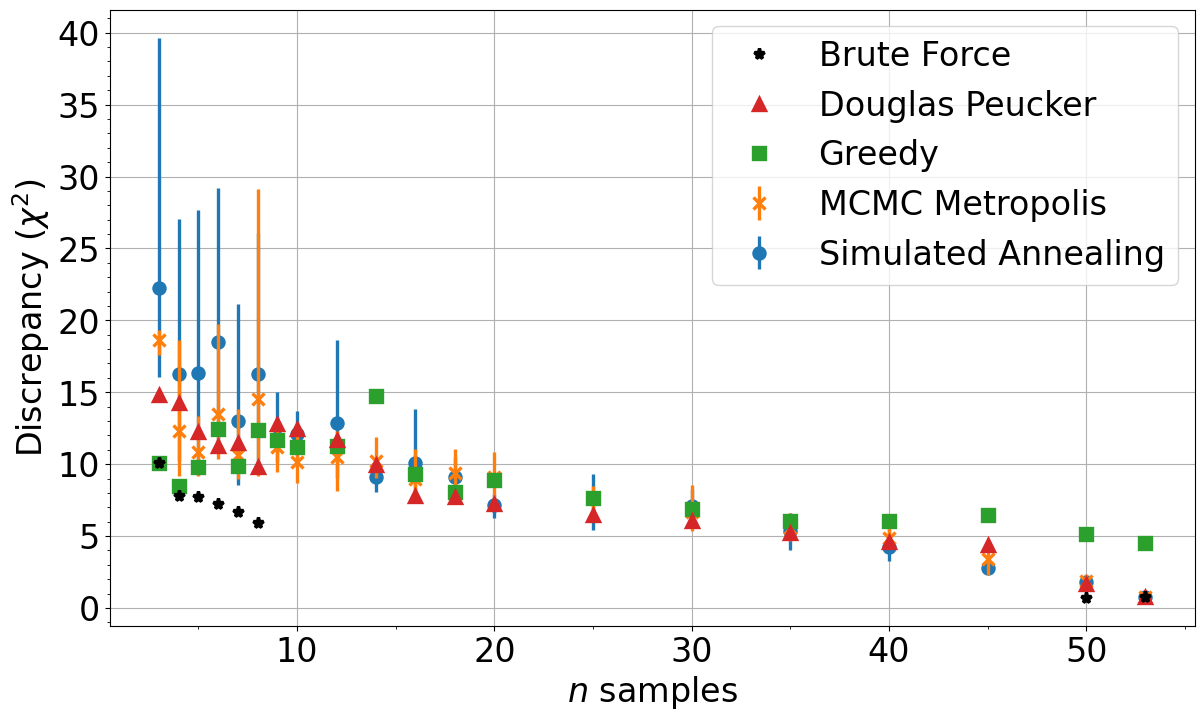 Discrepancy (χ²)
40
35
30
25
20
15
10
5
0
10
20
30
40
50
n samples
Brute Force
Douglas Peucker
Greedy
MCMC Metropolis
Simulated Annealing